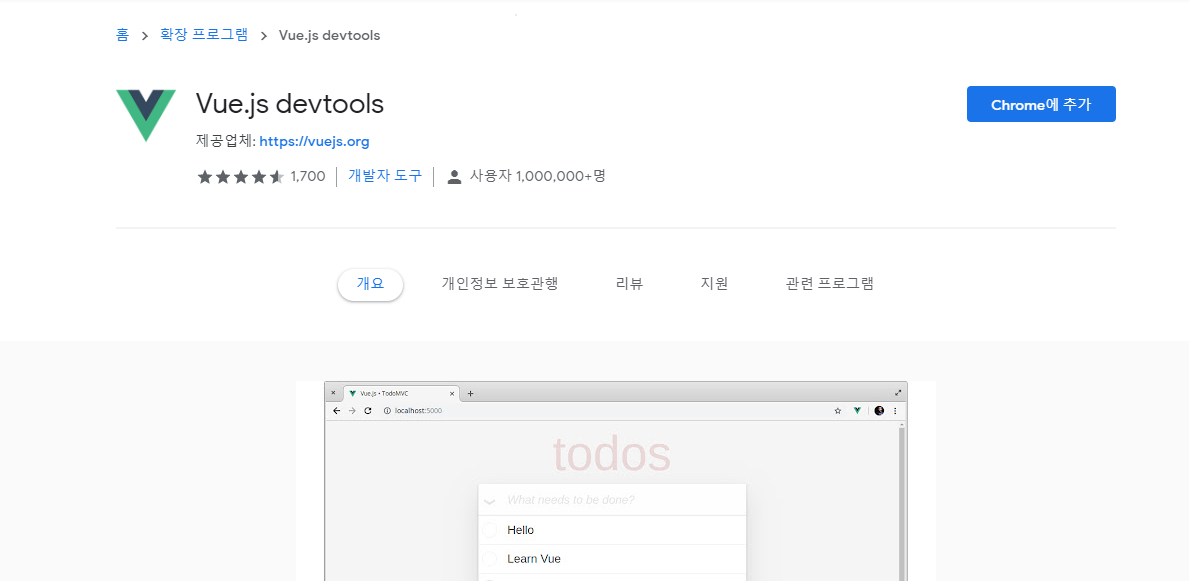 홈 > 확장 프로그램 > Vue.js devtools
Vue.js devtools
Chrome에 추가
제공업체: https://vuejs.org
1,700 개발자 도구 사용자 1,000,000+명
개요 개인정보 보호관행 리뷰 지원 관련 프로그램
Vue.js • TodoMVC
localhost:5000
todos
What needs to be done?
Hello
Learn Vue